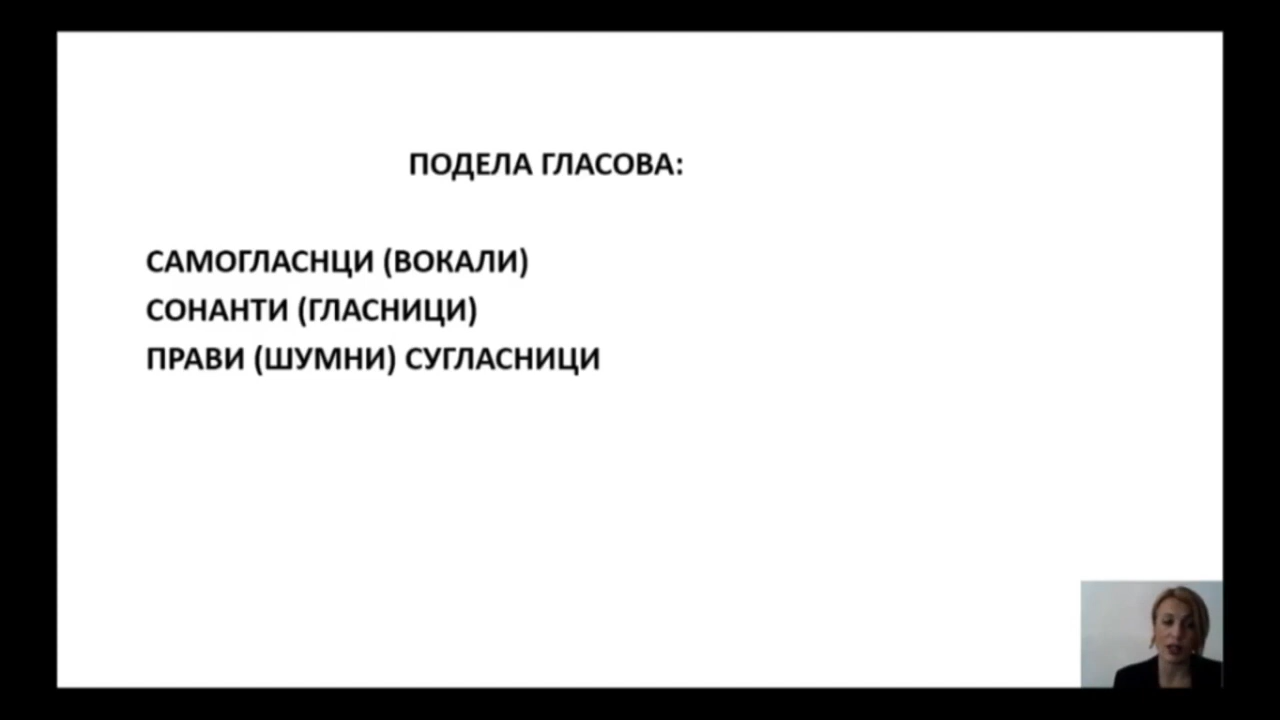 ПОДЕЛА ГЛАСОВА:
САМОГЛАСНЦИ (ВОКАЛИ)
СОНАНТИ (ГЛАСНИЦИ)
ПРАВИ (ШУМНИ) СУГЛАСНИЦИ